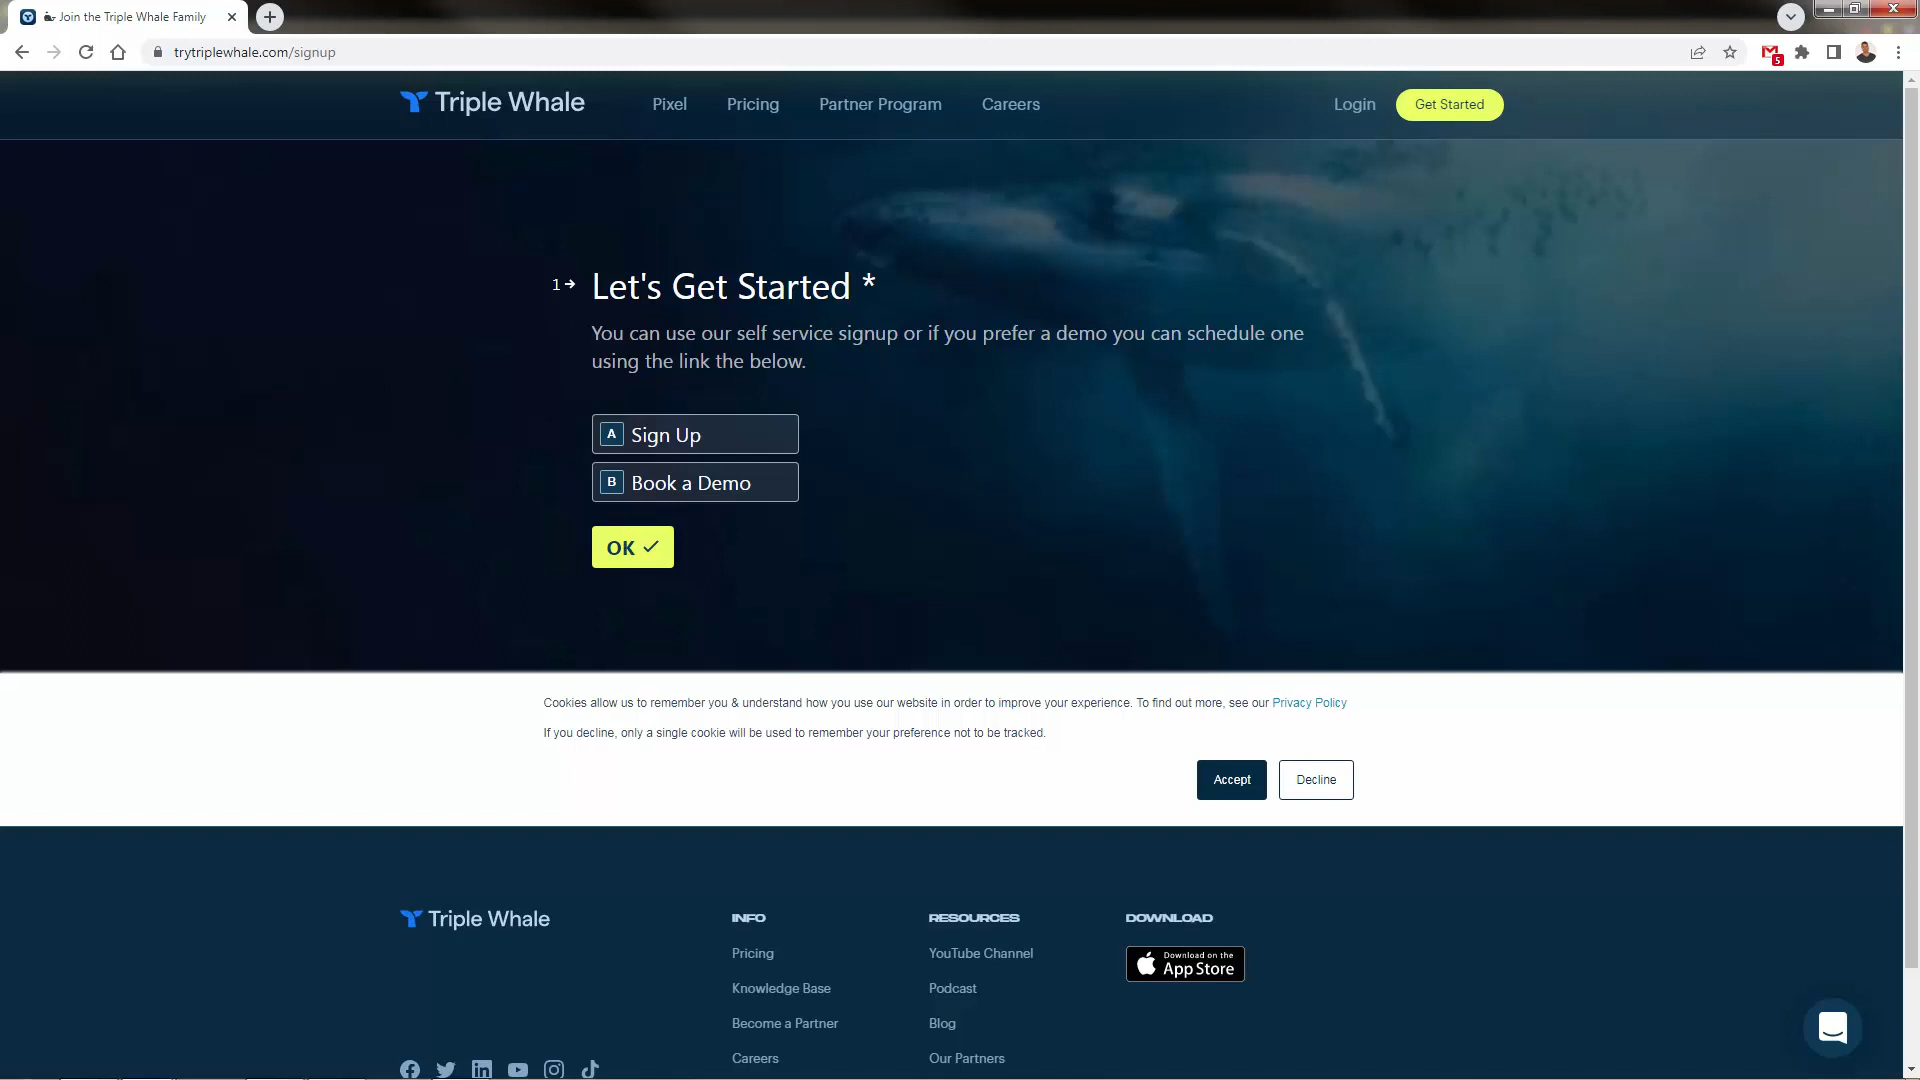 Join the Triple Whale Family
trytriplewhale.com/signup
5
Triple Whale
Pixel
Pricing
Partner Program
Careers
Login
Get Started
1
Let's Get Started *
You can use our self service signup or if you prefer a demo you can schedule one
using the link the below.
A Sign Up
B Book a Demo
OK
Cookies allow us to remember you & understand how you use our website in order to improve your experience. To find out more, see our Privacy Policy
If you decline, only a single cookie will be used to remember your preference not to be tracked.
Accept
Decline
Triple Whale
INFO
Pricing
Knowledge Base
Become a Partner
Careers
RESOURCES
YouTube Channel
Podcast
Blog
Our Partners
DOWNLOAD
Download on the
App Store